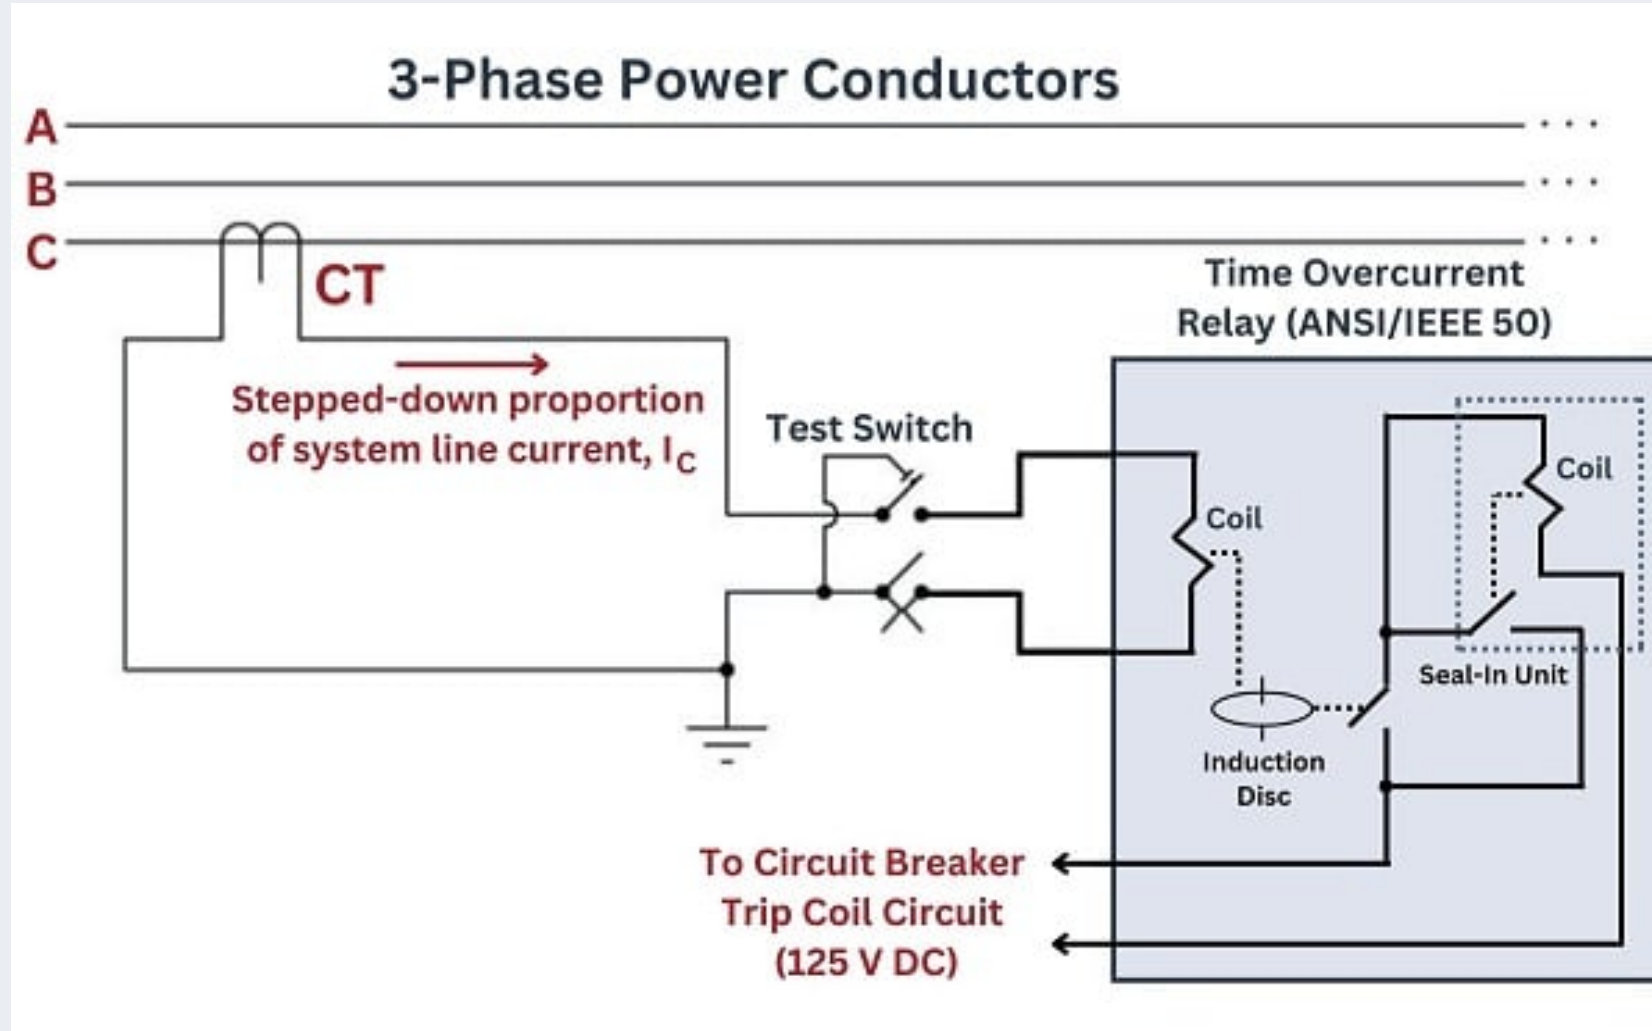 3-Phase Power Conductors
A
B
C
CT
Time Overcurrent
Relay (ANSI/IEEE 50)
Stepped-down proportion
of system line current, I_C
Test Switch
Coil
Coil
Seal-In Unit
Induction
Disc
To Circuit Breaker
Trip Coil Circuit
(125 V DC)